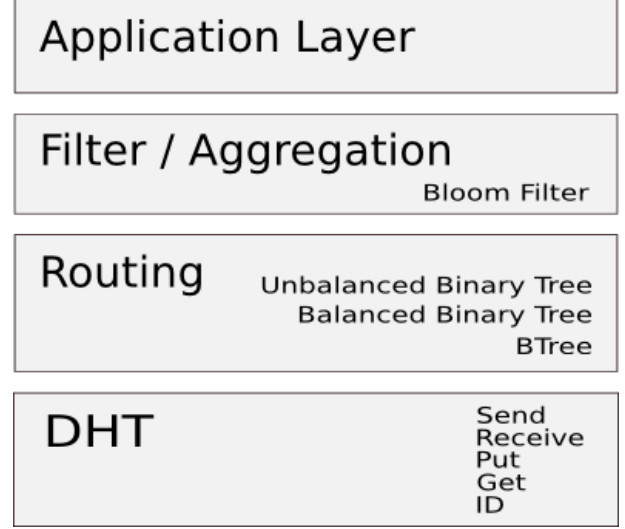 Application Layer
Filter / Aggregation
Bloom Filter
Routing
Unbalanced Binary Tree
Balanced Binary Tree
BTree
DHT
Send
Receive
Put
Get
ID